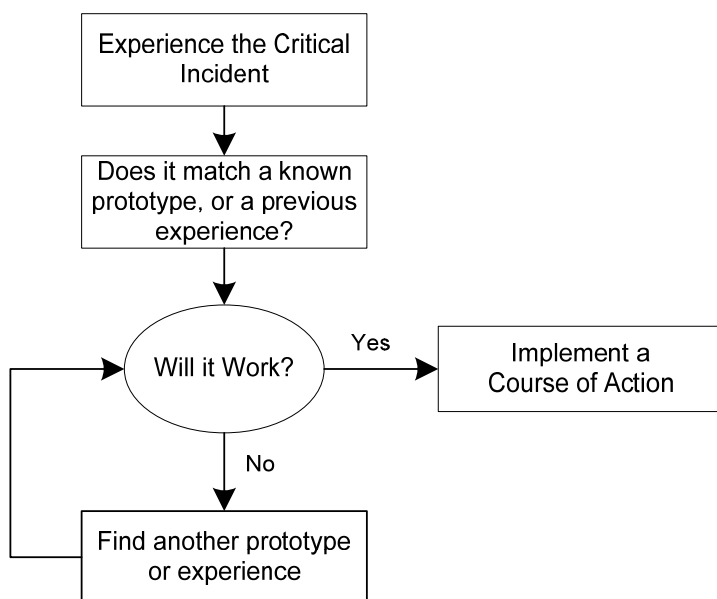 Experience the Critical
Incident
Does it match a known
prototype, or a previous
experience?
Will it Work?
Yes
Implement a
Course of Action
No
Find another prototype
or experience